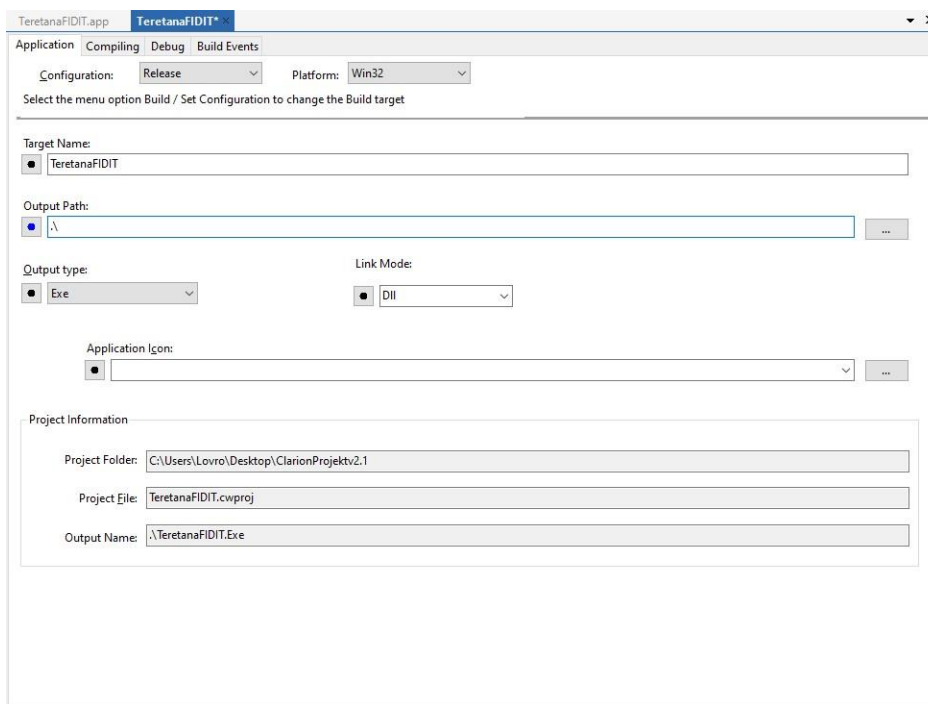 TeretanaFIDIT.app TeretanaFIDIT* ×
Application Compiling Debug Build Events
Configuration: Release Platform: Win32
Select the menu option Build / Set Configuration to change the Build target
Target Name:
TeretanaFIDIT
Output Path:
.\
...
Output type: Link Mode:
Exe Dll
Application Icon:
...
Project Information
Project Folder: C:\Users\Lovro\Desktop\ClarionProjektv2.1
Project File: TeretanaFIDIT.cwproj
Output Name: .\TeretanaFIDIT.Exe